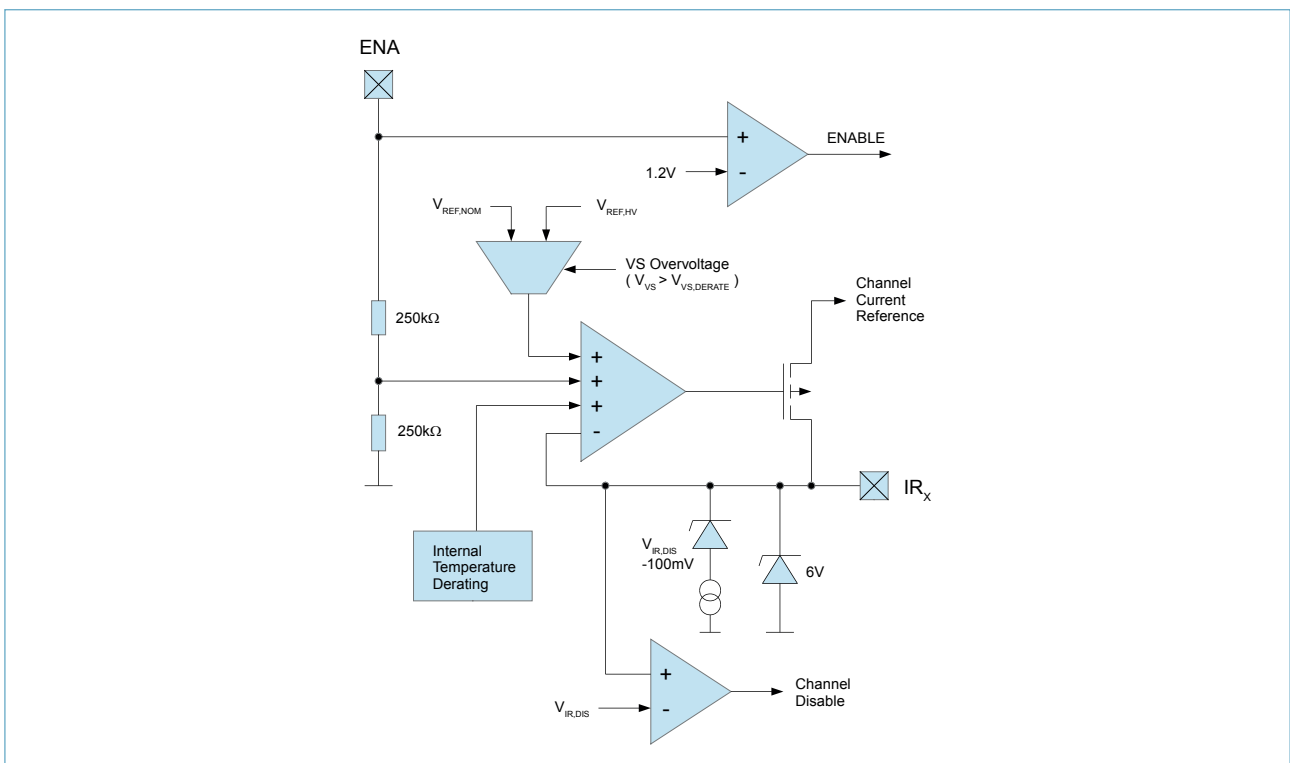 ENA
+
ENABLE
1.2V
-
V_REF,NOM
V_REF,HV
VS Overvoltage
( V_VS > V_VS,DERATE )
Channel
Current
Reference
250kΩ
+
+
+
-
250kΩ
IR_X
Internal
Temperature
Derating
V_IR,DIS
-100mV
6V
+
-
V_IR,DIS
Channel
Disable